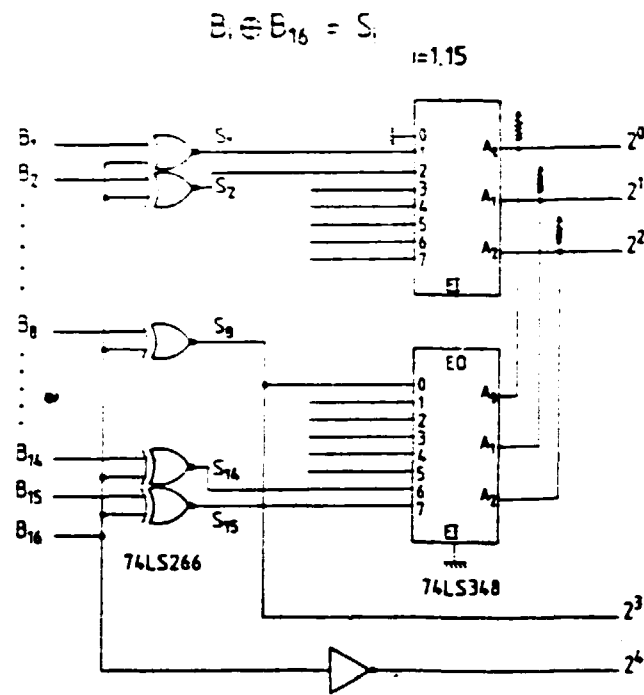 Bᵢ ⊕ B₁₆ = Sᵢ
i=1.15
B₁
S₁
B₂
S₂
0
1
2
3
4
5
6
7
A₀
A₁
A₂
EI
2⁰
2¹
2²
B₈
S₈
EO
0
1
2
3
4
5
6
7
A₀
A₁
A₂
EI
B₁₄
S₁₄
B₁₅
S₁₅
B₁₆
74LS266
74LS348
2³
2⁴